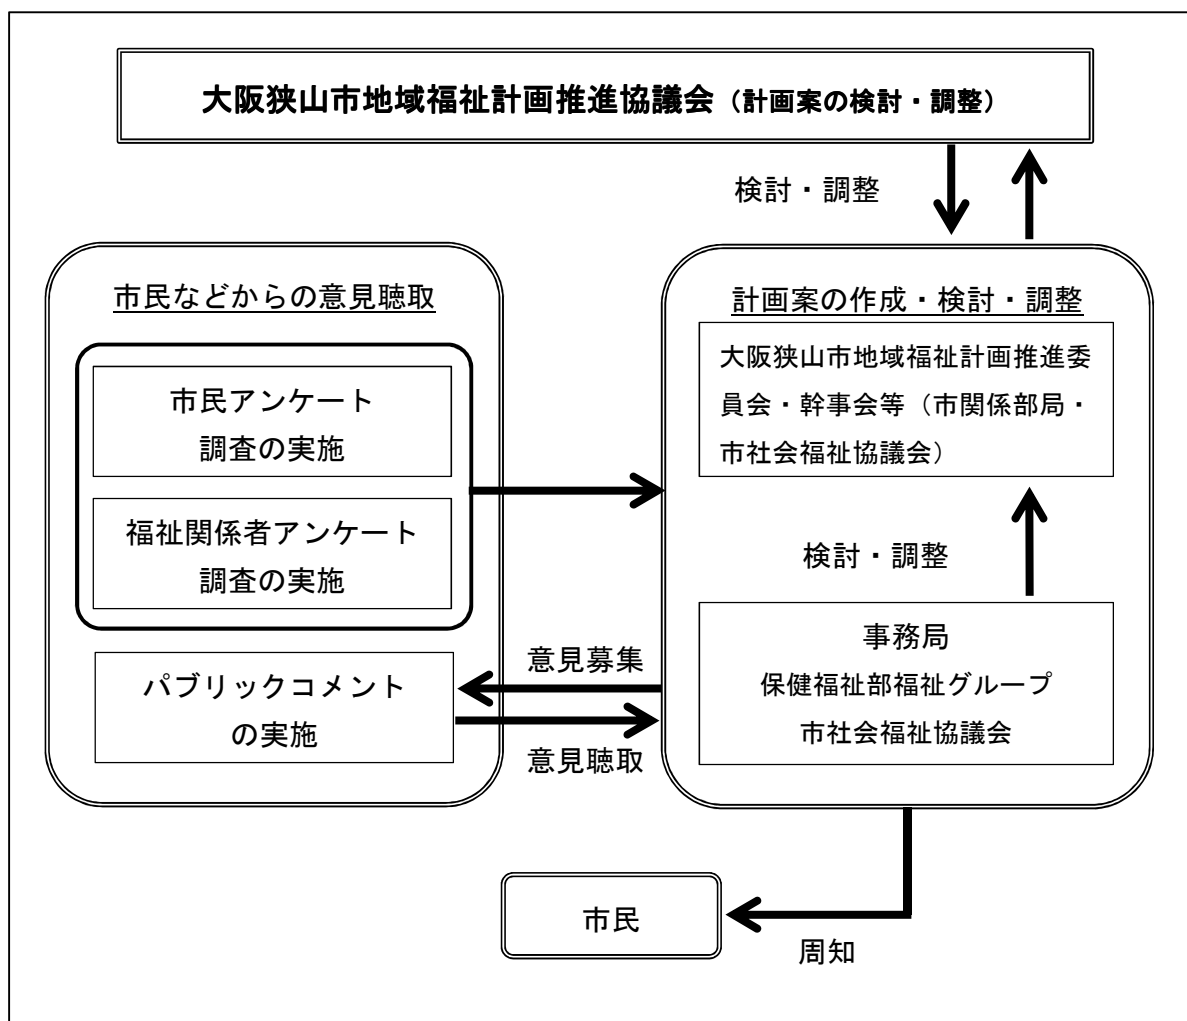 大阪狭山市地域福祉計画推進協議会（計画案の検討・調整）
検討・調整
市民などからの意見聴取
市民アンケート
調査の実施
福祉関係者アンケート
調査の実施
パブリックコメント
の実施
意見募集
意見聴取
計画案の作成・検討・調整
大阪狭山市地域福祉計画推進委
員会・幹事会等（市関係部局・
市社会福祉協議会）
検討・調整
事務局
保健福祉部福祉グループ
市社会福祉協議会
市民
周知